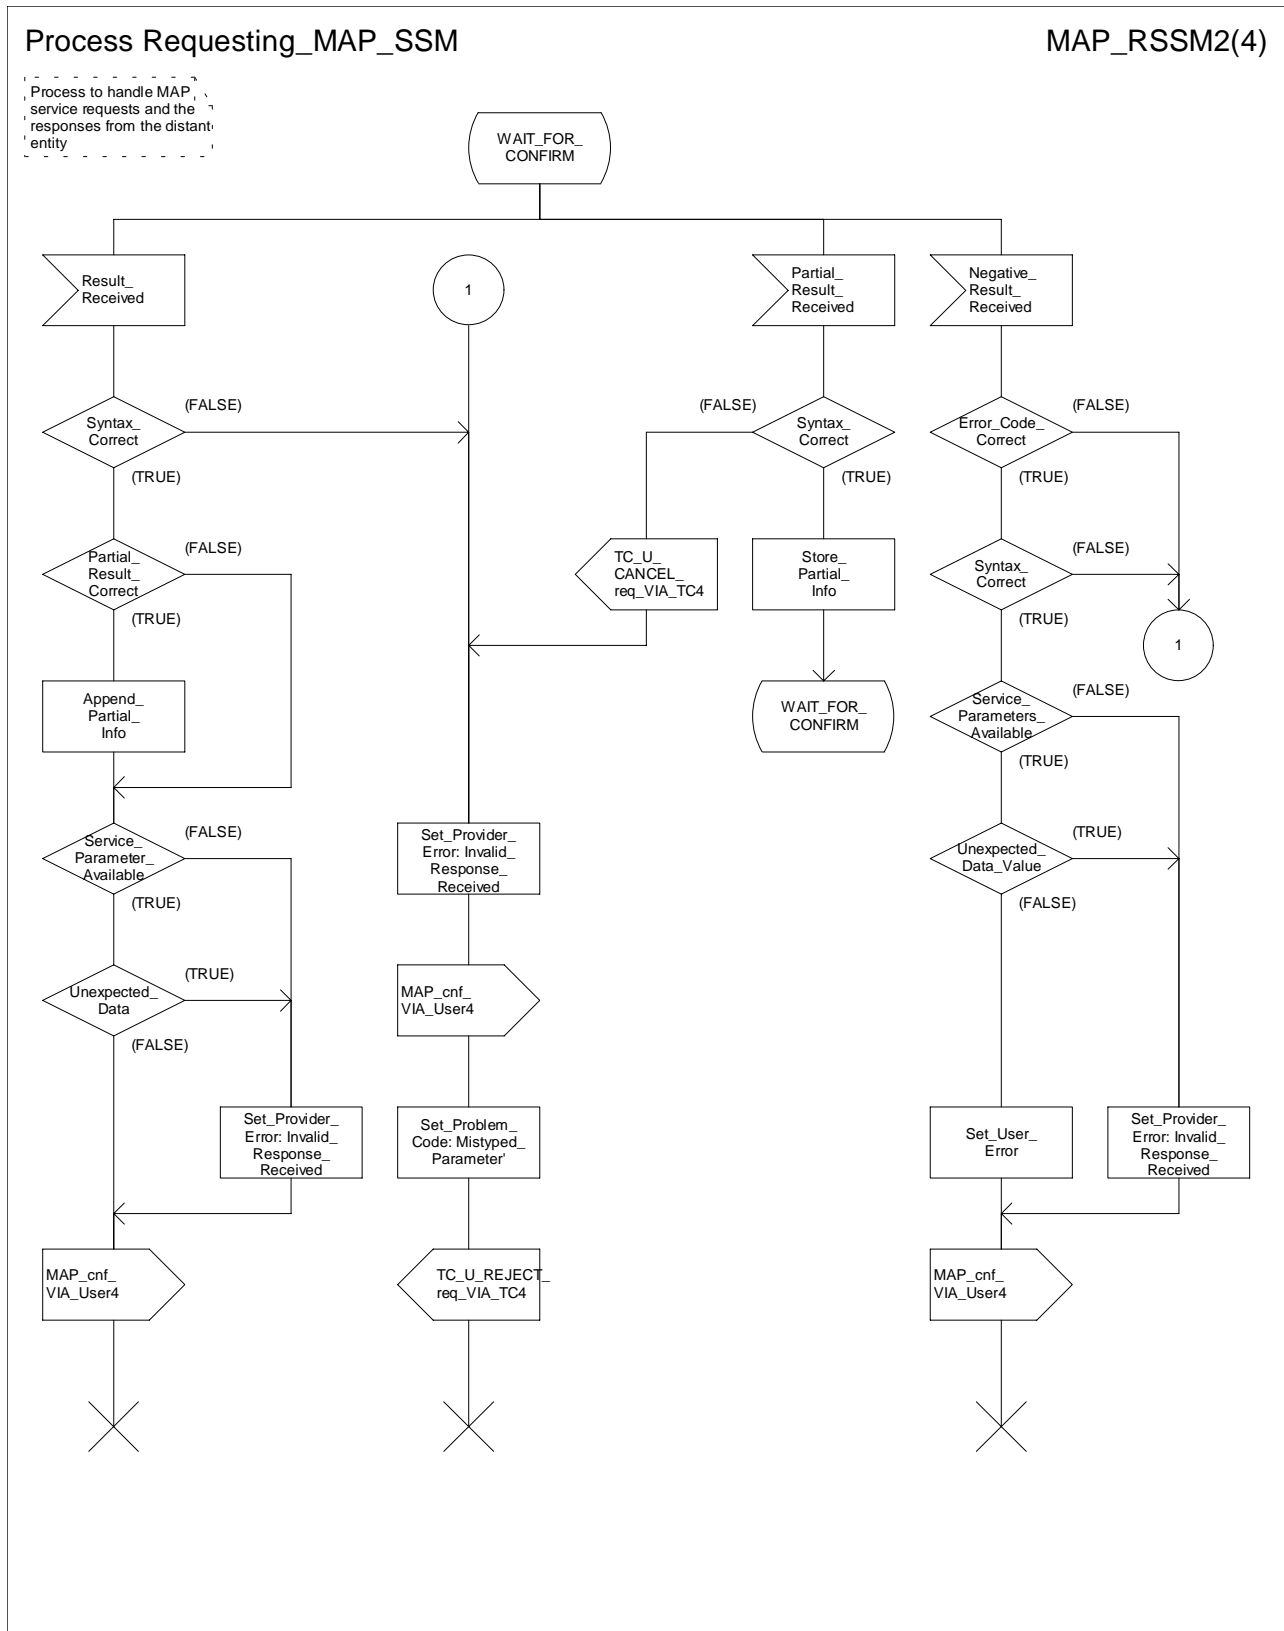 Process Requesting_MAP_SSM
MAP_RSSM2(4)
Process to handle MAP
service requests and the
responses from the distant
entity
WAIT_FOR_
CONFIRM
Result_
Received
1
Partial_
Result_
Received
Negative_
Result_
Received
Syntax_
Correct
(FALSE)
(TRUE)
(FALSE)
Syntax_
Correct
(TRUE)
Error_Code_
Correct
(FALSE)
(TRUE)
Partial_
Result_
Correct
(FALSE)
(TRUE)
TC_U_
CANCEL_
req_VIA_TC4
Store_
Partial_
Info
Syntax_
Correct
(FALSE)
(TRUE)
1
Append_
Partial_
Info
WAIT_FOR_
CONFIRM
Service_
Parameters_
Available
(FALSE)
(TRUE)
Service_
Parameter_
Available
(FALSE)
(TRUE)
Set_Provider_
Error: Invalid_
Response_
Received
Unexpected_
Data_Value
(TRUE)
(FALSE)
Unexpected_
Data
(TRUE)
(FALSE)
MAP_cnf_
VIA_User4
Set_Provider_
Error: Invalid_
Response_
Received
Set_Problem_
Code: Mistyped_
Parameter'
Set_User_
Error
Set_Provider_
Error: Invalid_
Response_
Received
MAP_cnf_
VIA_User4
TC_U_REJECT_
req_VIA_TC4
MAP_cnf_
VIA_User4